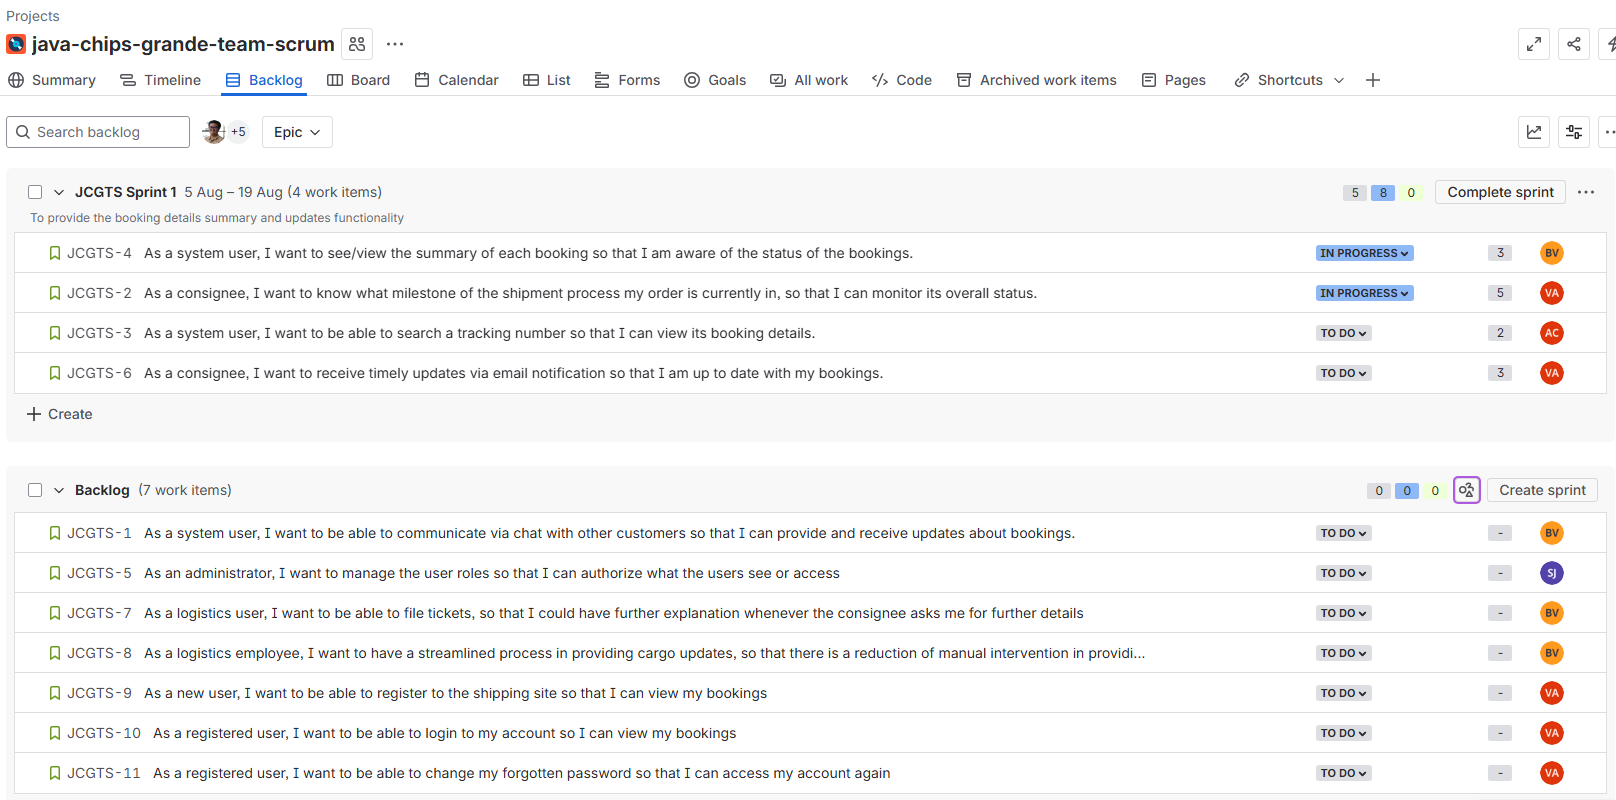 Projects
java-chips-grande-team-scrum
Summary Timeline Backlog Board Calendar List Forms Goals All work Code Archived work items Pages Shortcuts
Search backlog +5 Epic
JCGTS Sprint 1 5 Aug – 19 Aug (4 work items) 5 8 0 Complete sprint
To provide the booking details summary and updates functionality
JCGTS-4 As a system user, I want to see/view the summary of each booking so that I am aware of the status of the bookings. IN PROGRESS 3 BV
JCGTS-2 As a consignee, I want to know what milestone of the shipment process my order is currently in, so that I can monitor its overall status. IN PROGRESS 5 VA
JCGTS-3 As a system user, I want to be able to search a tracking number so that I can view its booking details. TO DO 2 AC
JCGTS-6 As a consignee, I want to receive timely updates via email notification so that I am up to date with my bookings. TO DO 3 VA
Create
Backlog (7 work items) 0 0 0 Create sprint
JCGTS-1 As a system user, I want to be able to communicate via chat with other customers so that I can provide and receive updates about bookings. TO DO - BV
JCGTS-5 As an administrator, I want to manage the user roles so that I can authorize what the users see or access TO DO - SJ
JCGTS-7 As a logistics user, I want to be able to file tickets, so that I could have further explanation whenever the consignee asks me for further details TO DO - BV
JCGTS-8 As a logistics employee, I want to have a streamlined process in providing cargo updates, so that there is a reduction of manual intervention in providi... TO DO - BV
JCGTS-9 As a new user, I want to be able to register to the shipping site so that I can view my bookings TO DO - VA
JCGTS-10 As a registered user, I want to be able to login to my account so I can view my bookings TO DO - VA
JCGTS-11 As a registered user, I want to be able to change my forgotten password so that I can access my account again TO DO - VA